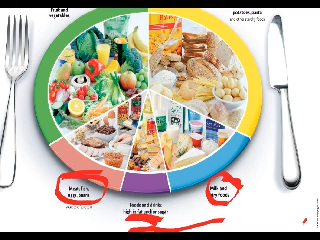 Fruit and
vegetables
potatoes, pasta
and other starchy foods
Meat, fish,
eggs, beans
Milk and
dairy foods
Foods and drinks
high in fat and/or sugar